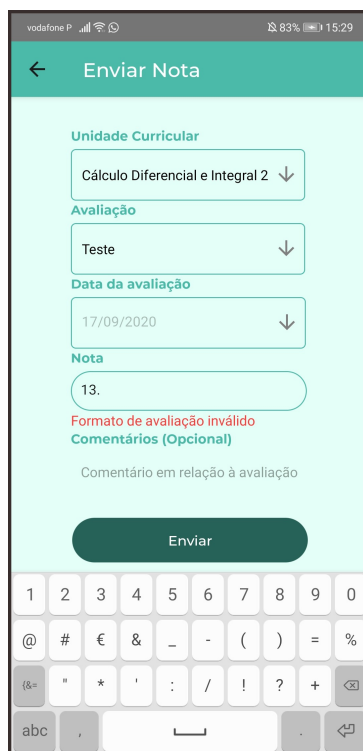 vodafone P 83% 15:29
Enviar Nota
Unidade Curricular
Cálculo Diferencial e Integral 2
Avaliação
Teste
Data da avaliação
17/09/2020
Nota
13.
Formato de avaliação inválido
Comentários (Opcional)
Comentário em relação à avaliação
Enviar
1 2 3 4 5 6 7 8 9 0
@ # € & _ - ( ) = %
{&= " * ' : / ! ? +
abc , .